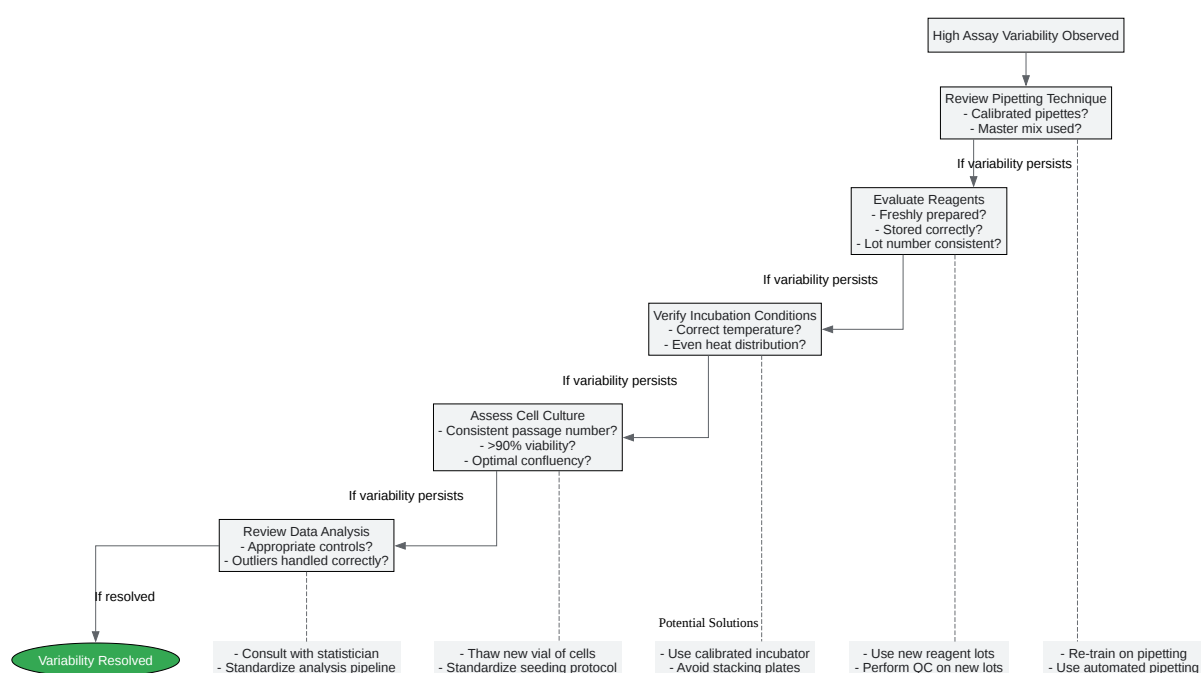 High Assay Variability Observed
Review Pipetting Technique
- Calibrated pipettes?
- Master mix used?
If variability persists
Evaluate Reagents
- Freshly prepared?
- Stored correctly?
- Lot number consistent?
If variability persists
Verify Incubation Conditions
- Correct temperature?
- Even heat distribution?
If variability persists
Assess Cell Culture
- Consistent passage number?
- >90% viability?
- Optimal confluency?
If variability persists
Review Data Analysis
- Appropriate controls?
- Outliers handled correctly?
If resolved
Variability Resolved
Potential Solutions
- Consult with statistician
- Standardize analysis pipeline
- Thaw new vial of cells
- Standardize seeding protocol
- Use calibrated incubator
- Avoid stacking plates
- Use new reagent lots
- Perform QC on new lots
- Re-train on pipetting
- Use automated pipetting